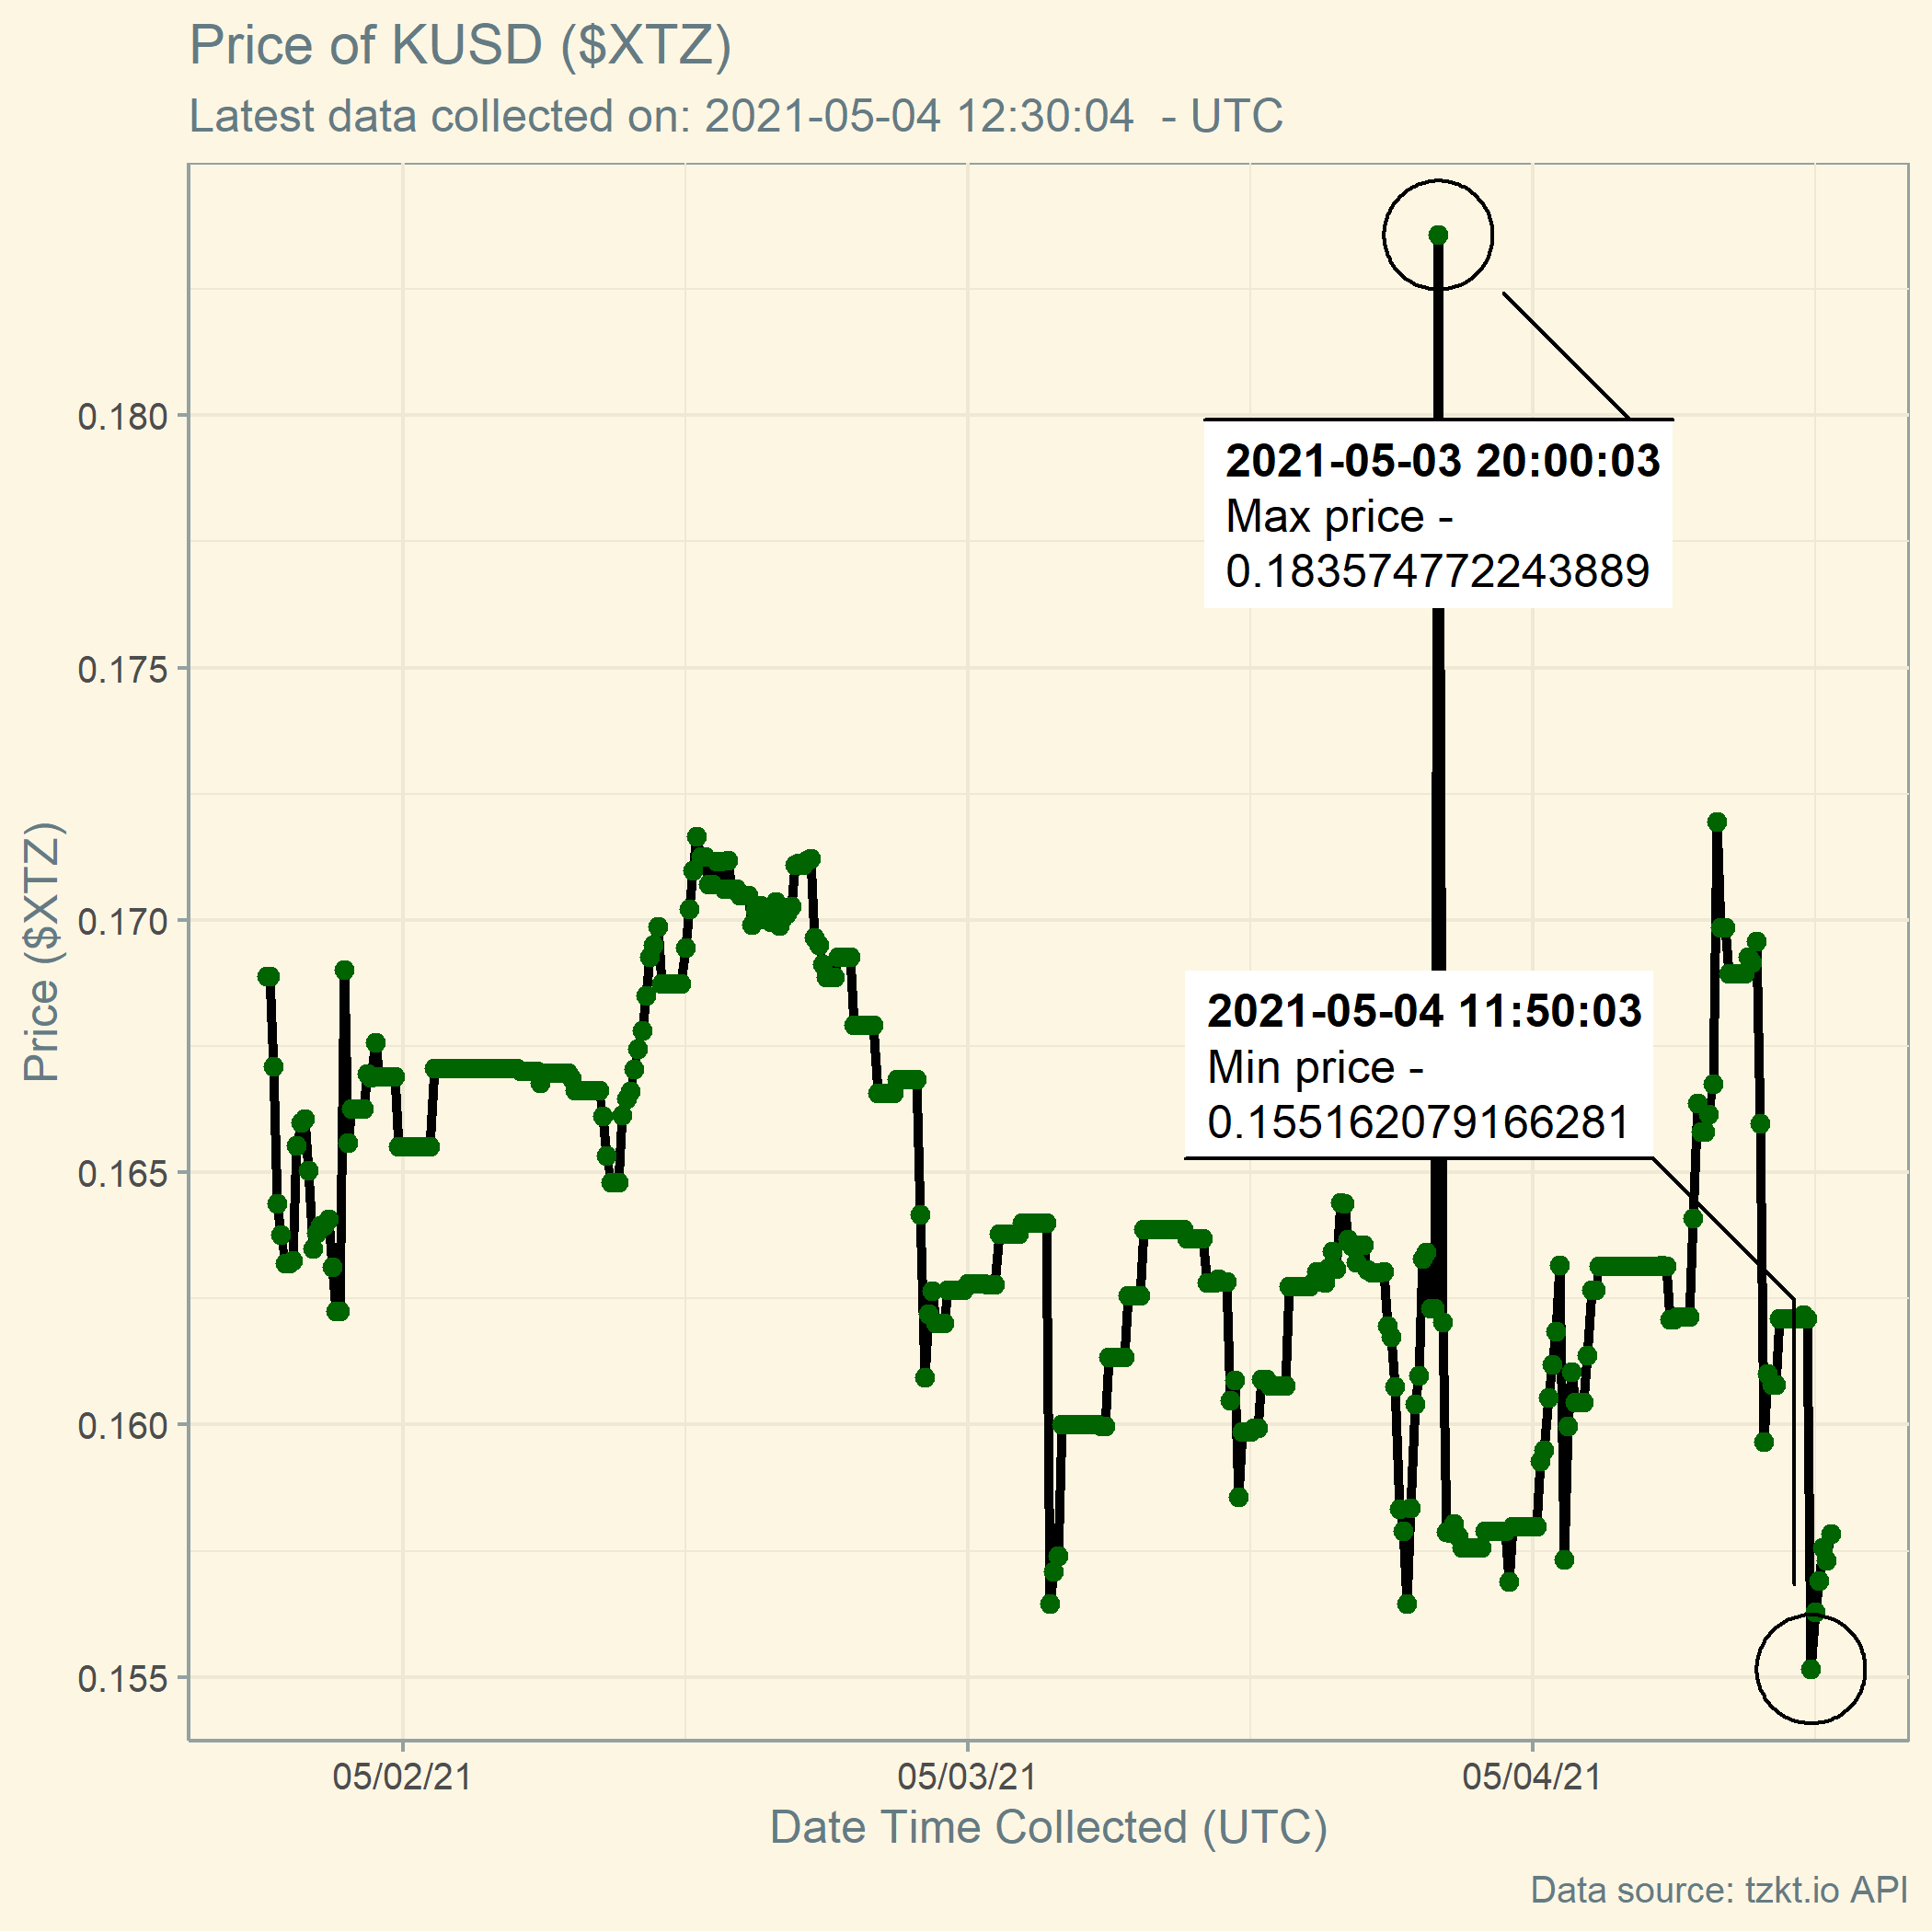 Price of KUSD ($XTZ)
Latest data collected on: 2021-05-04 12:30:04  - UTC
Price ($XTZ)
0.180
0.175
0.170
0.165
0.160
0.155
2021-05-03 20:00:03
Max price -
0.183574772243889
2021-05-04 11:50:03
Min price -
0.155162079166281
05/02/21
05/03/21
05/04/21
Date Time Collected (UTC)
Data source: tzkt.io API